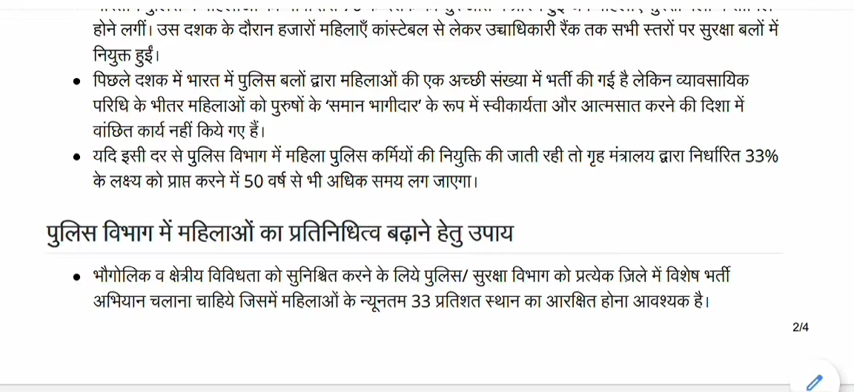 होने लगीं। उस दशक के दौरान हजारों महिलाएँ कांस्टेबल से लेकर उच्चाधिकारी रैंक तक सभी स्तरों पर सुरक्षा बलों में
नियुक्त हुईं।
पिछले दशक में भारत में पुलिस बलों द्वारा महिलाओं की एक अच्छी संख्या में भर्ती की गई है लेकिन व्यावसायिक
परिधि के भीतर महिलाओं को पुरुषों के ‘समान भागीदार’ के रूप में स्वीकार्यता और आत्मसात करने की दिशा में
वांछित कार्य नहीं किये गए हैं।
यदि इसी दर से पुलिस विभाग में महिला पुलिस कर्मियों की नियुक्ति की जाती रही तो गृह मंत्रालय द्वारा निर्धारित 33%
के लक्ष्य को प्राप्त करने में 50 वर्ष से भी अधिक समय लग जाएगा।
पुलिस विभाग में महिलाओं का प्रतिनिधित्व बढ़ाने हेतु उपाय
भौगोलिक व क्षेत्रीय विविधता को सुनिश्चित करने के लिये पुलिस/ सुरक्षा विभाग को प्रत्येक ज़िले में विशेष भर्ती
अभियान चलाना चाहिये जिसमें महिलाओं के न्यूनतम 33 प्रतिशत स्थान का आरक्षित होना आवश्यक है।
2/4